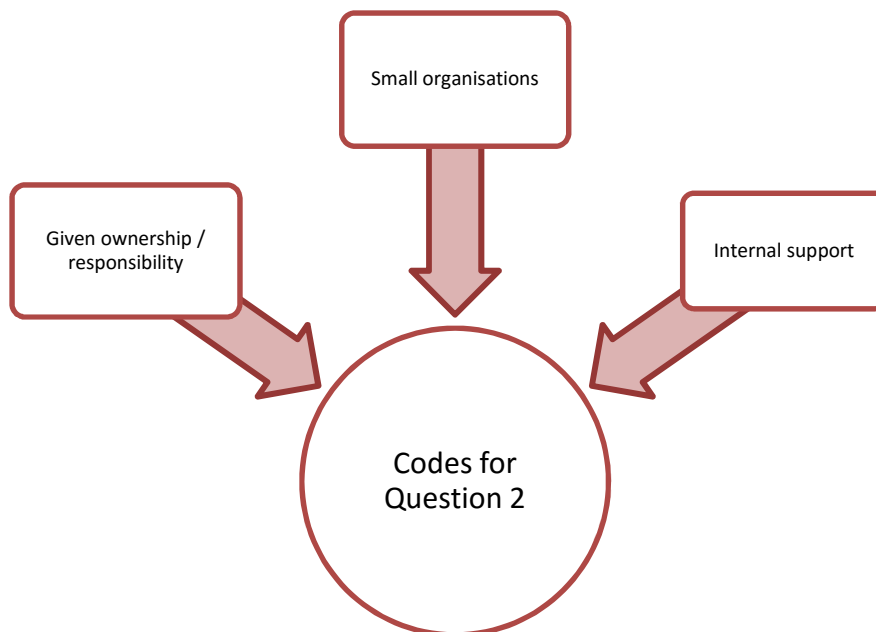 Small organisations
Given ownership /
responsibility
Internal support
Codes for
Question 2